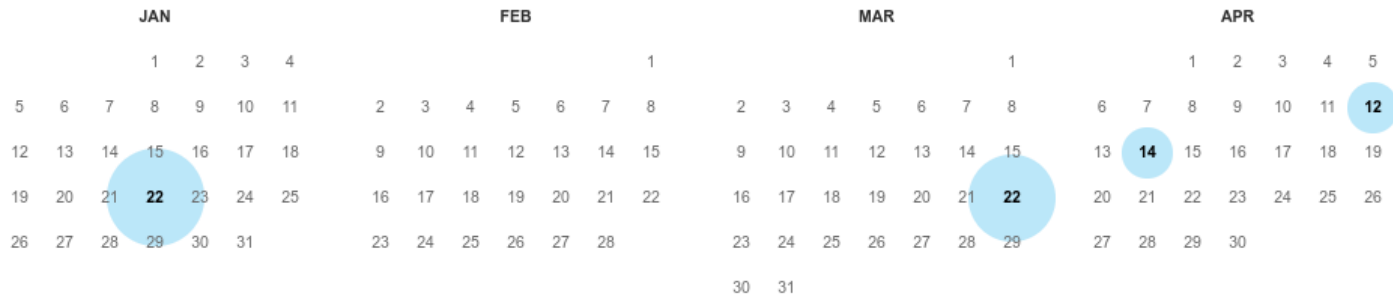 JAN
1 2 3 4
5 6 7 8 9 10 11
12 13 14 15 16 17 18
19 20 21 22 23 24 25
26 27 28 29 30 31
FEB
1
2 3 4 5 6 7 8
9 10 11 12 13 14 15
16 17 18 19 20 21 22
23 24 25 26 27 28
MAR
1
2 3 4 5 6 7 8
9 10 11 12 13 14 15
16 17 18 19 20 21 22
23 24 25 26 27 28 29
30 31
APR
1 2 3 4 5
6 7 8 9 10 11 12
13 14 15 16 17 18 19
20 21 22 23 24 25 26
27 28 29 30